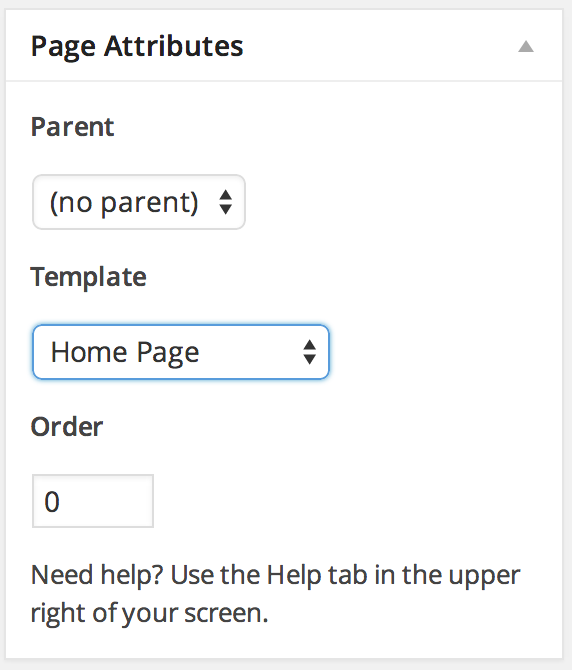 Page Attributes
Parent
(no parent)
Template
Home Page
Order
0
Need help? Use the Help tab in the upper
right of your screen.